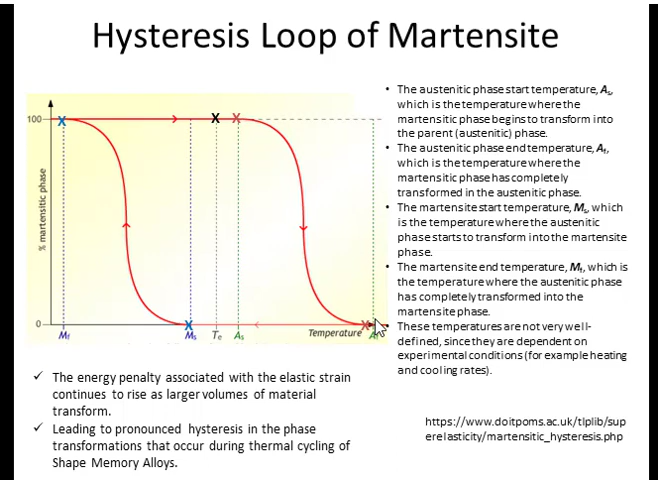 Hysteresis Loop of Martensite
100
% martensitic phase
0
Mf
Ms
Te
As
Temperature
• The austenitic phase start temperature, As,
which is the temperature where the
martensitic phase begins to transform into
the parent (austenitic) phase.
• The austenitic phase end temperature, Af,
which is the temperature where the
martensitic phase has completely
transformed in the austenitic phase.
• The martensite start temperature, Ms, which
is the temperature where the austenitic
phase starts to transform into the martensite
phase.
• The martensite end temperature, Mf, which is
the temperature where the austenitic phase
has completely transformed into the
martensite phase.
• These temperatures are not very well-
defined, since they are dependent on
experimental conditions (for example heating
and cooling rates).
✓ The energy penalty associated with the elastic strain
continues to rise as larger volumes of material
transform.
✓ Leading to pronounced hysteresis in the phase
transformations that occur during thermal cycling of
Shape Memory Alloys.
https://www.doitpoms.ac.uk/tlplib/sup
erelasticity/martensitic_hysteresis.php